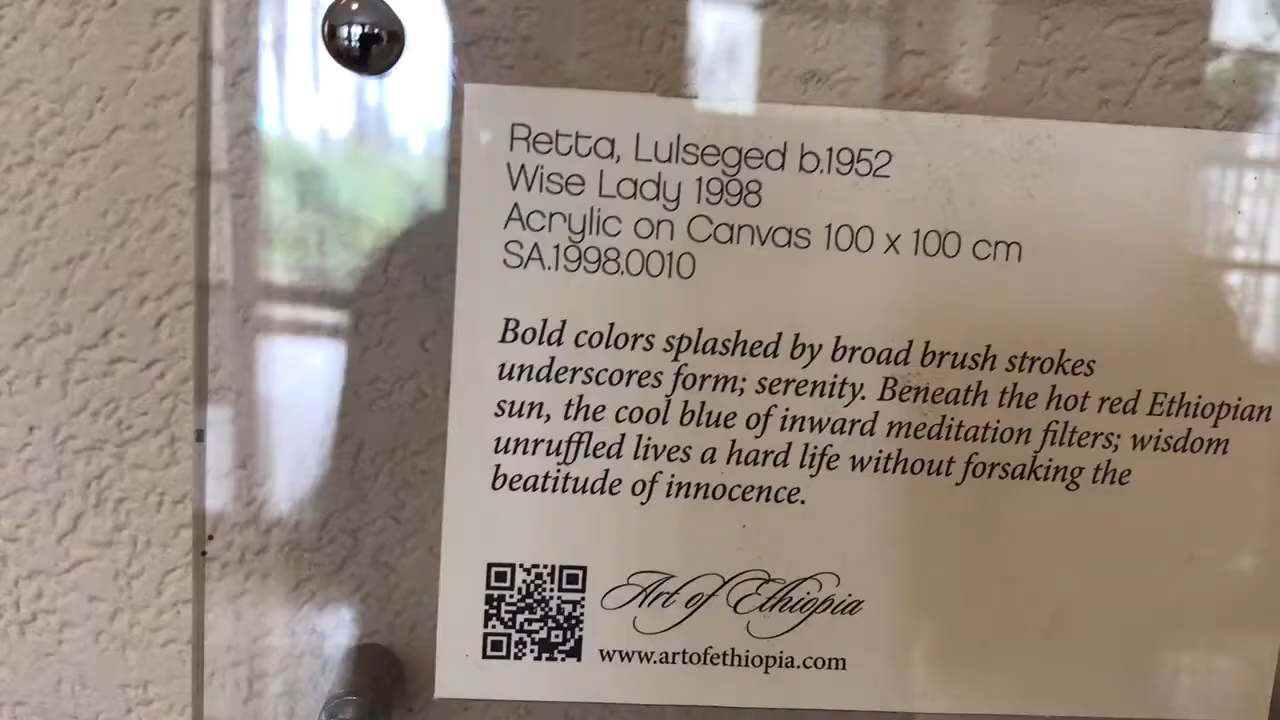 Retta, Lulseged b.1952
Wise Lady 1998
Acrylic on Canvas 100 x 100 cm
SA.1998.0010
Bold colors splashed by broad brush strokes
underscores form; serenity. Beneath the hot red Ethiopian
sun, the cool blue of inward meditation filters; wisdom
unruffled lives a hard life without forsaking the
beatitude of innocence.
Art of Ethiopia
www.artofethiopia.com